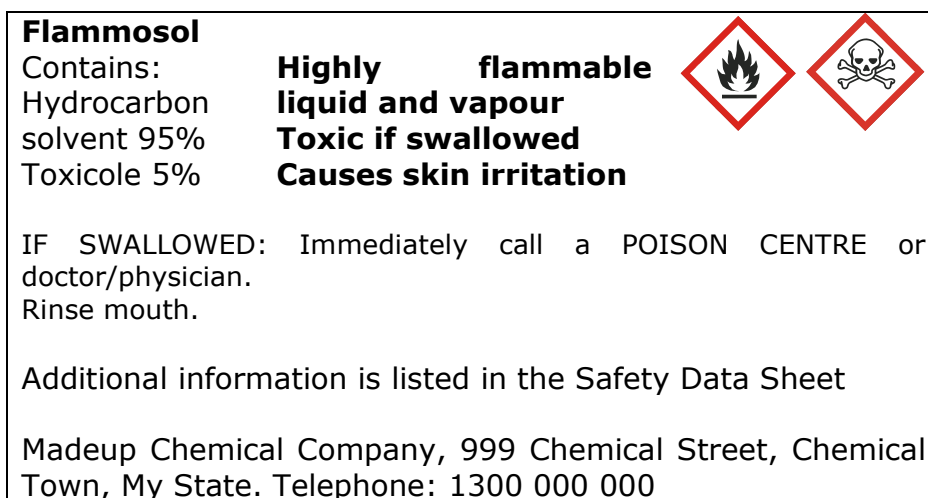 Flammosol
Contains:
Hydrocarbon
solvent 95%
Toxicole 5%
Highly flammable
liquid and vapour
Toxic if swallowed
Causes skin irritation
IF SWALLOWED: Immediately call a POISON CENTRE or
doctor/physician.
Rinse mouth.
Additional information is listed in the Safety Data Sheet
Madeup Chemical Company, 999 Chemical Street, Chemical
Town, My State. Telephone: 1300 000 000